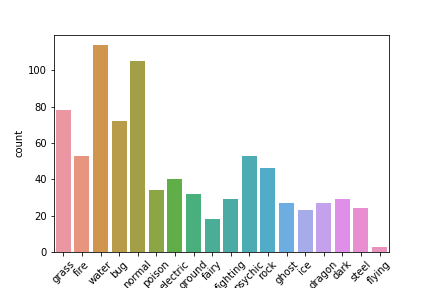 100
80
60
40
20
0
count
grass
fire
water
bug
normal
poison
electric
ground
fairy
fighting
psychic
rock
ghost
ice
dragon
dark
steel
flying